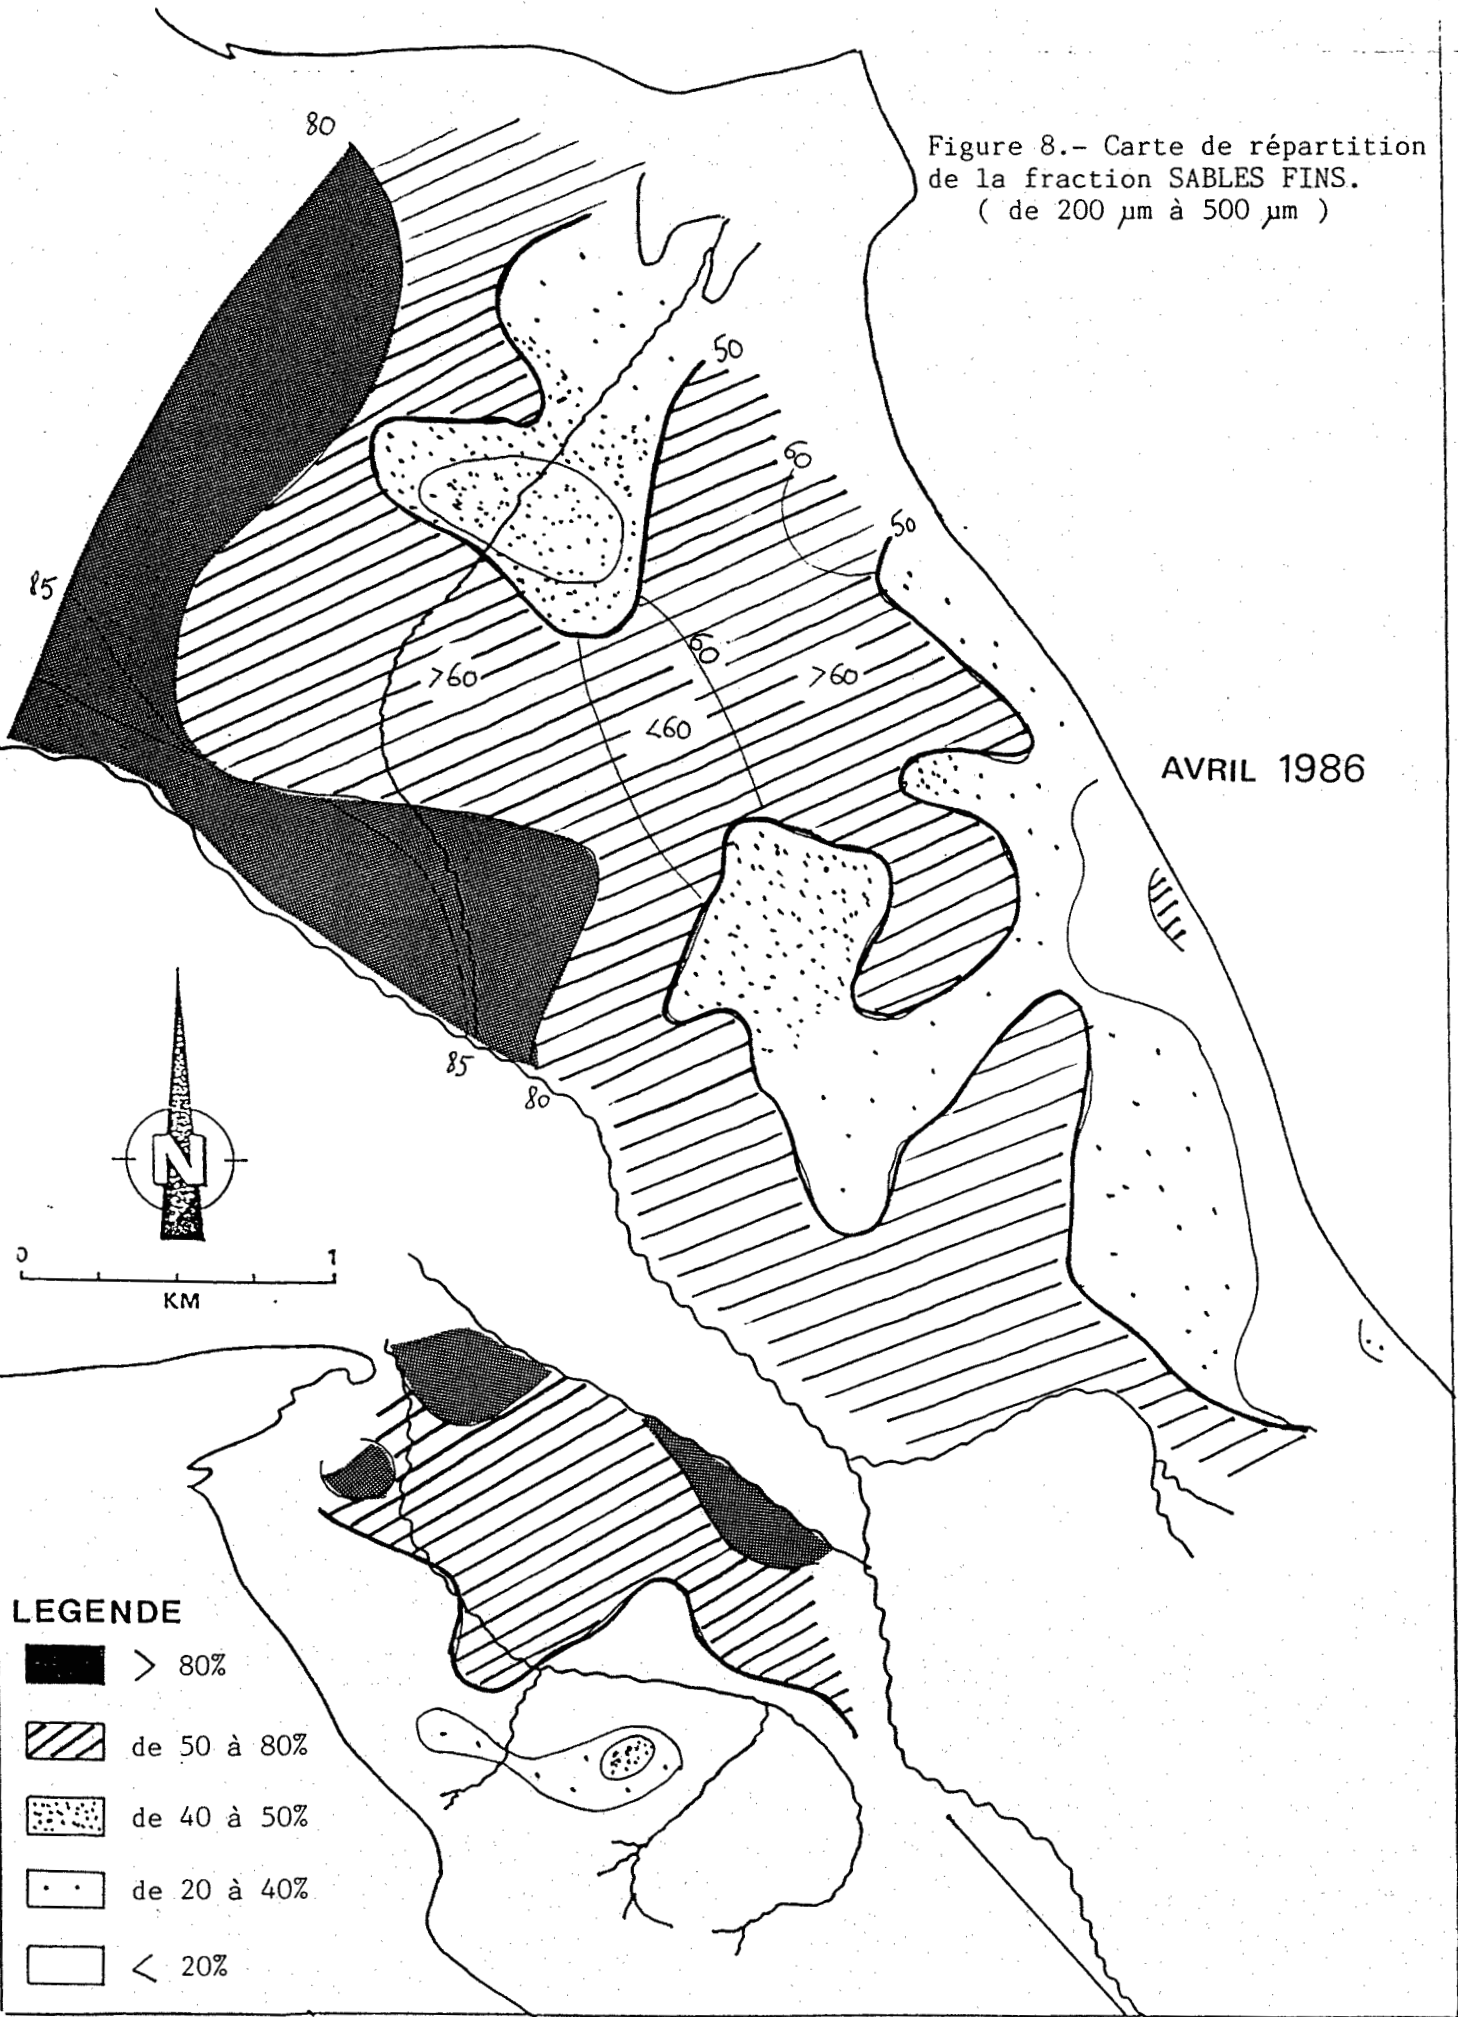 Figure 8.- Carte de répartition
de la fraction SABLES FINS.
( de 200 µm à 500 µm )
80
50
60
50
85
60
>60
>60
<60
AVRIL 1986
85
80
N
0 1
KM
LEGENDE
> 80%
de 50 à 80%
de 40 à 50%
de 20 à 40%
< 20%